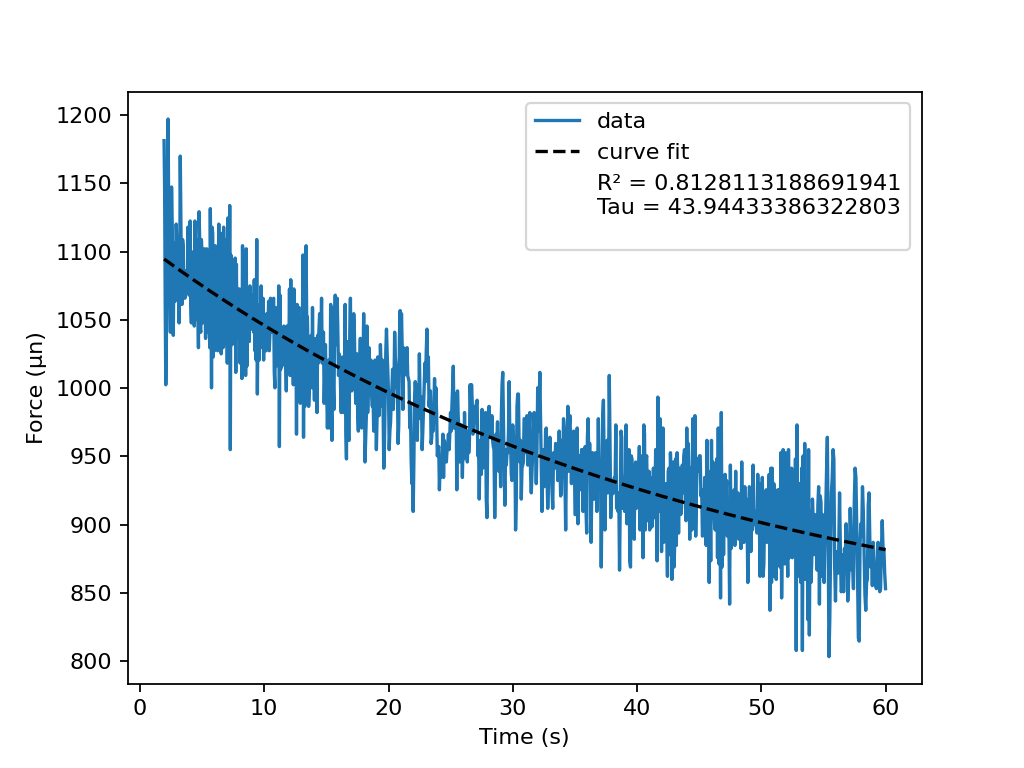 data
curve fit
R² = 0.8128113188691941
Tau = 43.94433386322803
1200
1150
1100
1050
1000
950
900
850
800
Force (μn)
0 10 20 30 40 50 60
Time (s)